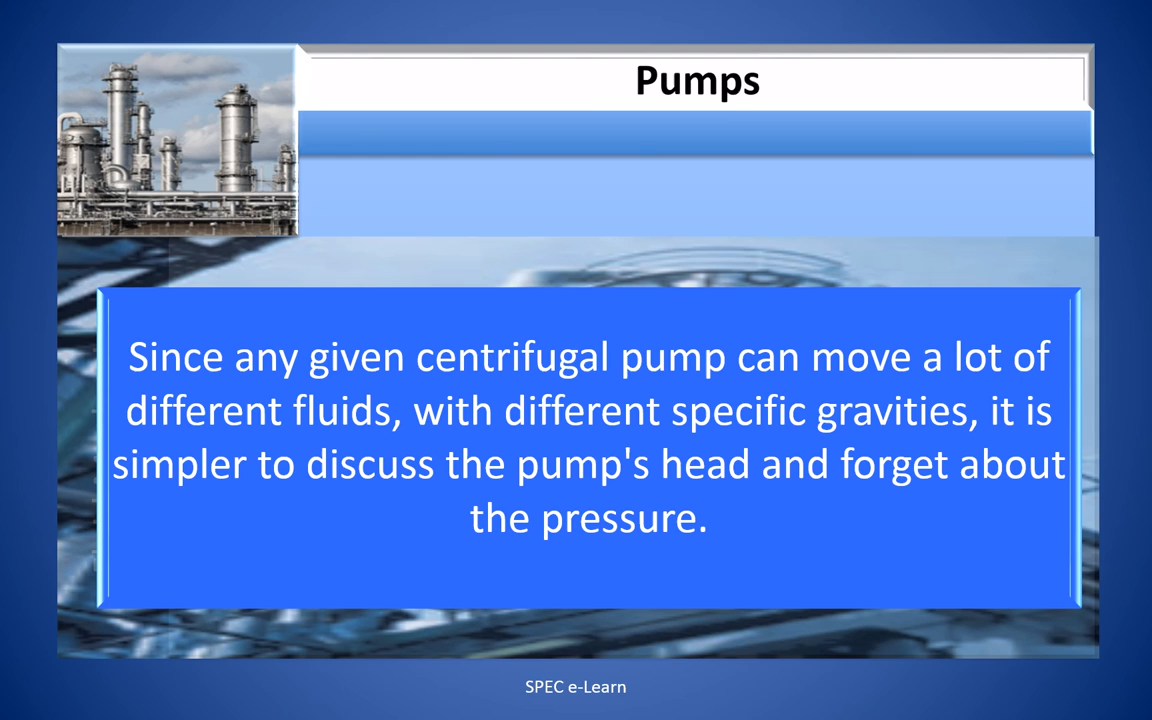 Pumps
Since any given centrifugal pump can move a lot of
different fluids, with different specific gravities, it is
simpler to discuss the pump's head and forget about
the pressure.
SPEC e-Learn